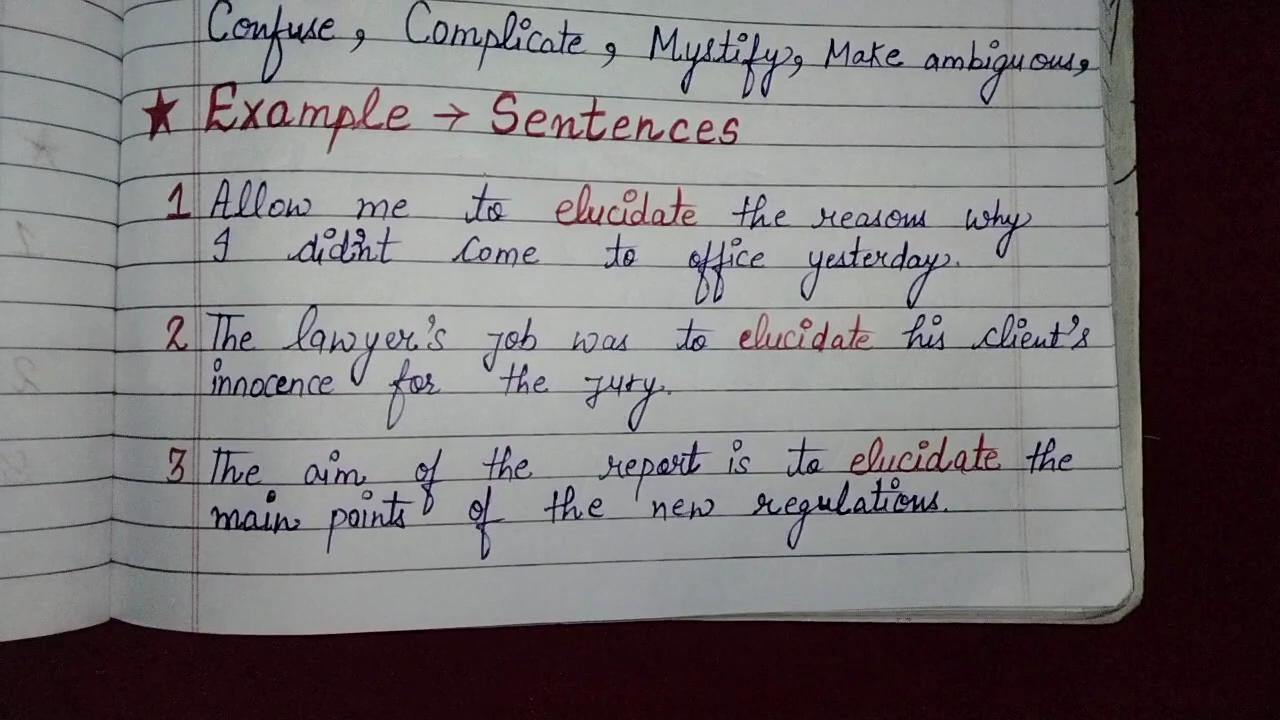 Confuse, Complicate, Mystify, Make ambiguous,
★ Example → Sentences
1 Allow me to elucidate the reasons why
I didn't come to office yesterday.
2 The lawyer's job was to elucidate his client's
innocence for the jury.
3 The aim of the report is to elucidate the
main points of the new regulations.